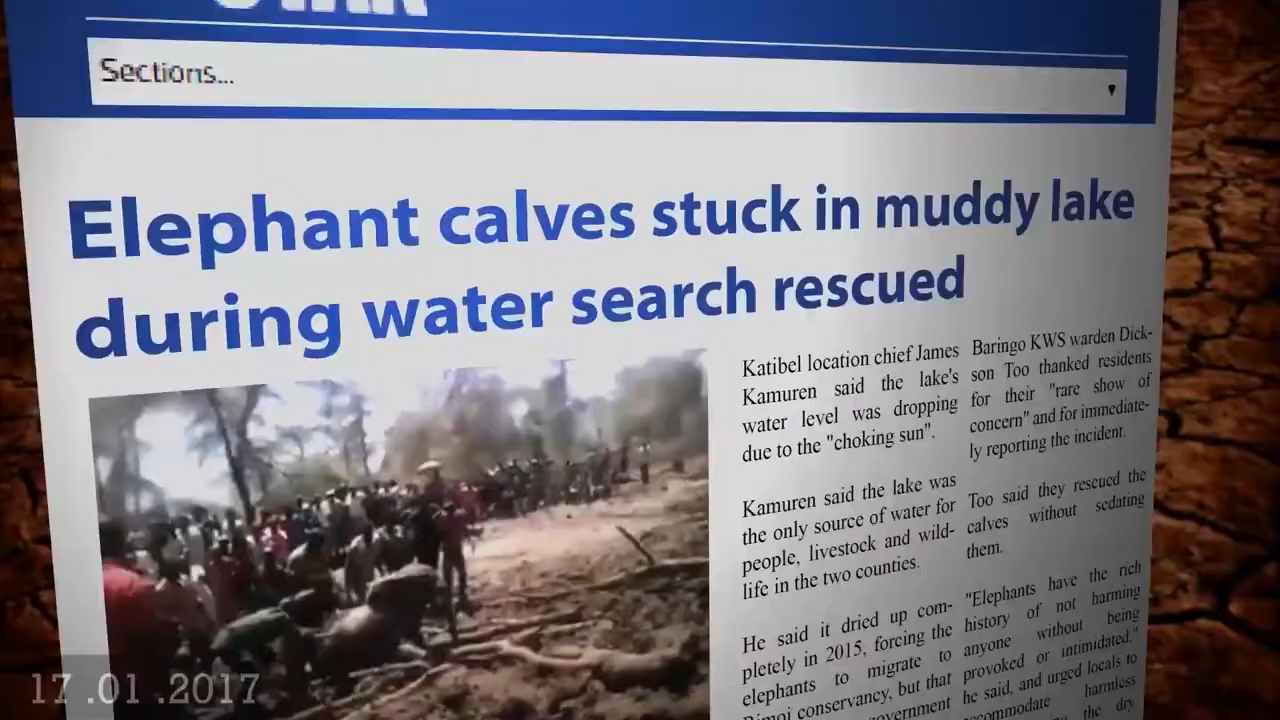 Sections...
Elephant calves stuck in muddy lake
during water search rescued
Katibel location chief James
Kamuren said the lake's
water level was dropping
due to the "choking sun".
Kamuren said the lake was
the only source of water for
people, livestock and wild-
life in the two counties.
He said it dried up com-
pletely in 2015, forcing the
elephants to migrate to
conservancy, but that
Baringo KWS warden Dick-
son Too thanked residents
for their "rare show of
concern" and for immediate-
ly reporting the incident.
Too said they rescued the
calves without sedating
them.
"Elephants have the rich
history of not harming
anyone without being
provoked or intimidated."
he said, and urged locals to
harmless
the dry
17.01.2017